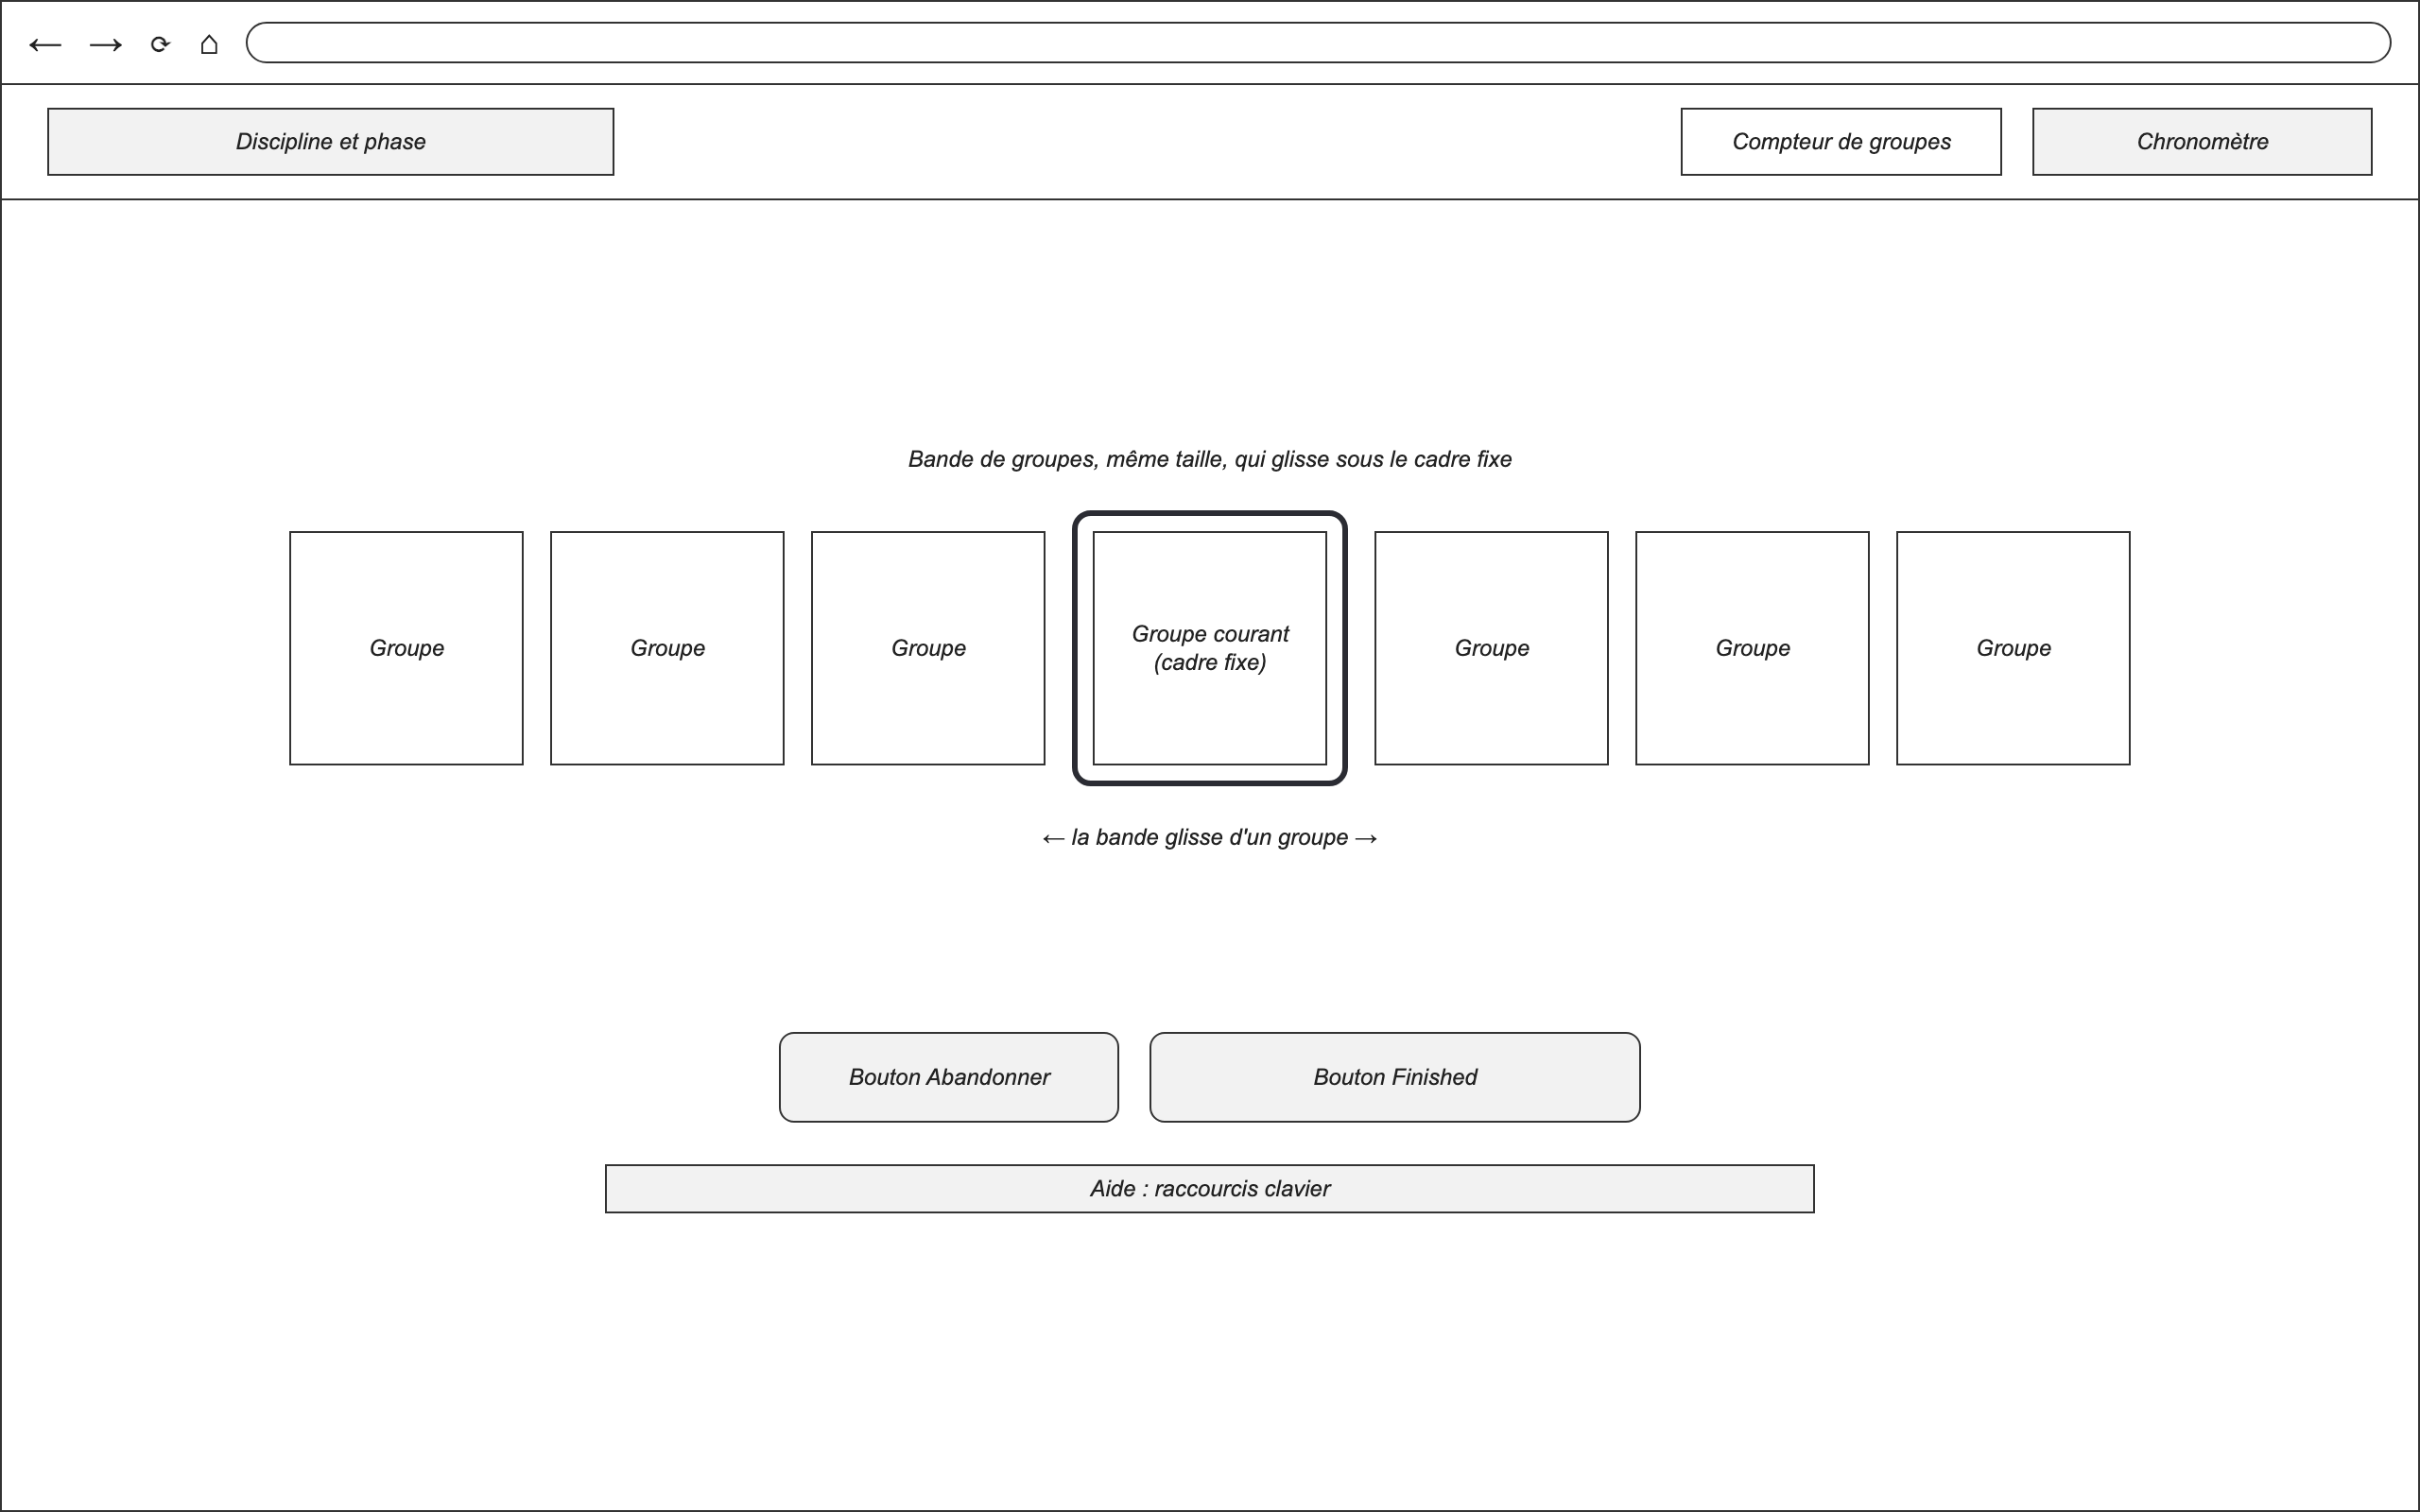 Discipline et phase
Compteur de groupes
Chronomètre
Bande de groupes, même taille, qui glisse sous le cadre fixe
Groupe
Groupe
Groupe
Groupe courant
(cadre fixe)
Groupe
Groupe
Groupe
← la bande glisse d'un groupe →
Bouton Abandonner
Bouton Finished
Aide : raccourcis clavier